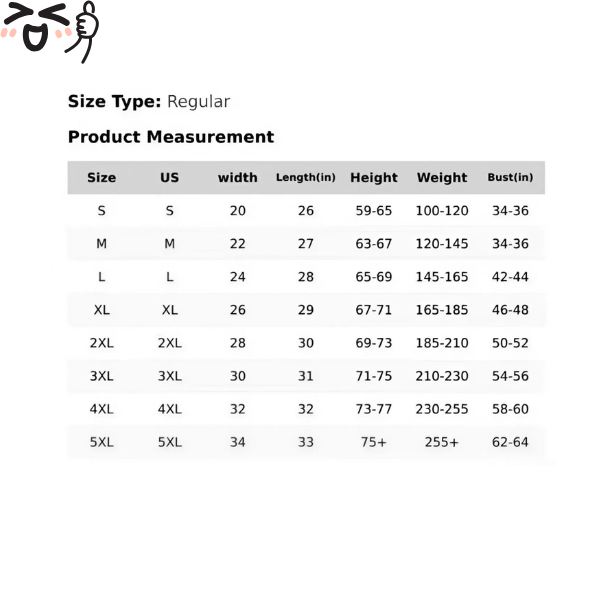 Size Type: Regular
Product Measurement
Size US width Length(in) Height Weight Bust(in)
S S 20 26 59-65 100-120 34-36
M M 22 27 63-67 120-145 34-36
L L 24 28 65-69 145-165 42-44
XL XL 26 29 67-71 165-185 46-48
2XL 2XL 28 30 69-73 185-210 50-52
3XL 3XL 30 31 71-75 210-230 54-56
4XL 4XL 32 32 73-77 230-255 58-60
5XL 5XL 34 33 75+ 255+ 62-64